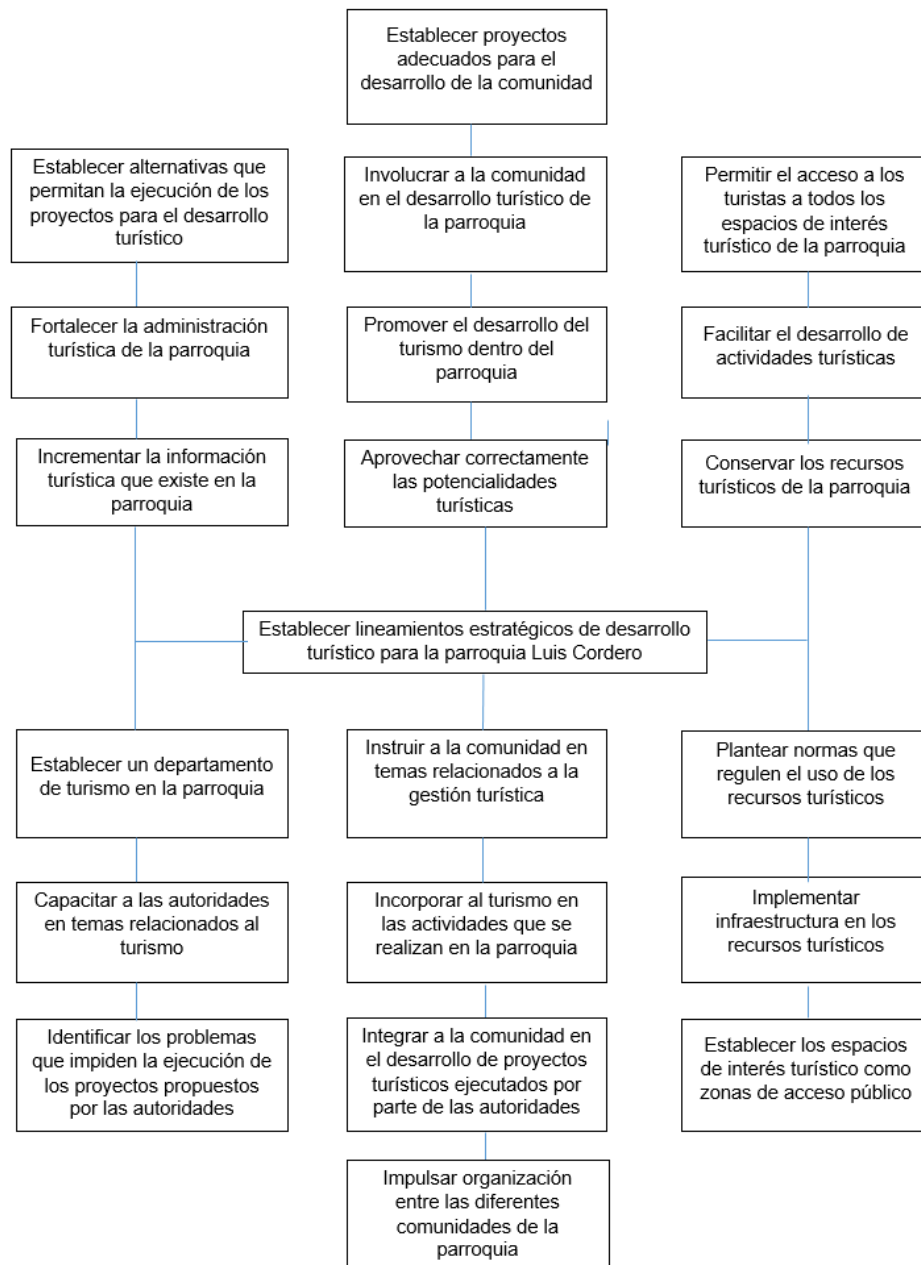 Establecer proyectos
adecuados para el
desarrollo de la comunidad
Establecer alternativas que
permitan la ejecución de los
proyectos para el desarrollo
turístico
Involucrar a la comunidad
en el desarrollo turístico de
la parroquia
Permitir el acceso a los
turistas a todos los
espacios de interés
turístico de la parroquia
Fortalecer la administración
turística de la parroquia
Promover el desarrollo del
turismo dentro del
parroquia
Facilitar el desarrollo de
actividades turísticas
Incrementar la información
turística que existe en la
parroquia
Aprovechar correctamente
las potencialidades
turísticas
Conservar los recursos
turísticos de la parroquia
Establecer lineamientos estratégicos de desarrollo
turístico para la parroquia Luis Cordero
Establecer un departamento
de turismo en la parroquia
Instruir a la comunidad en
temas relacionados a la
gestión turística
Plantear normas que
regulen el uso de los
recursos turísticos
Capacitar a las autoridades
en temas relacionados al
turismo
Incorporar al turismo en
las actividades que se
realizan en la parroquia
Implementar
infraestructura en los
recursos turísticos
Identificar los problemas
que impiden la ejecución de
los proyectos propuestos
por las autoridades
Integrar a la comunidad en
el desarrollo de proyectos
turísticos ejecutados por
parte de las autoridades
Establecer los espacios
de interés turístico como
zonas de acceso público
Impulsar organización
entre las diferentes
comunidades de la
parroquia